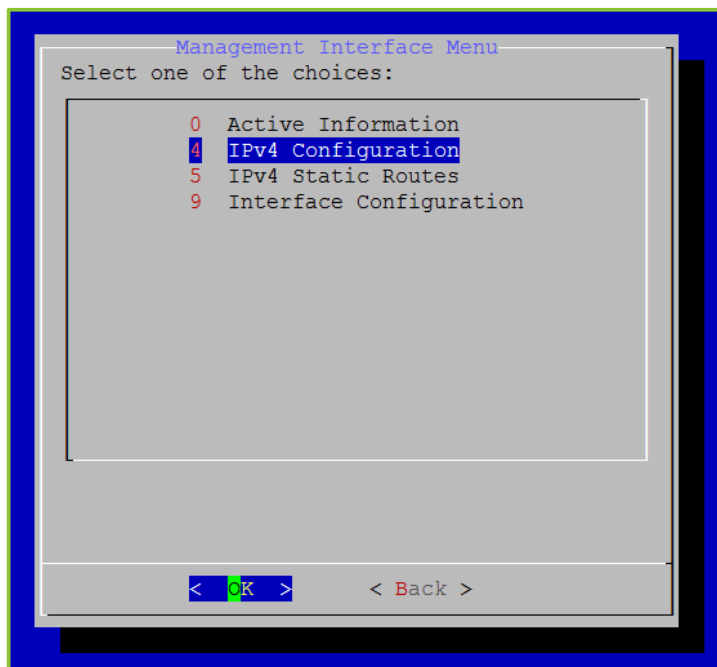 Management Interface Menu
Select one of the choices:
0 Active Information
4 IPv4 Configuration
5 IPv4 Static Routes
9 Interface Configuration
< OK > < Back >